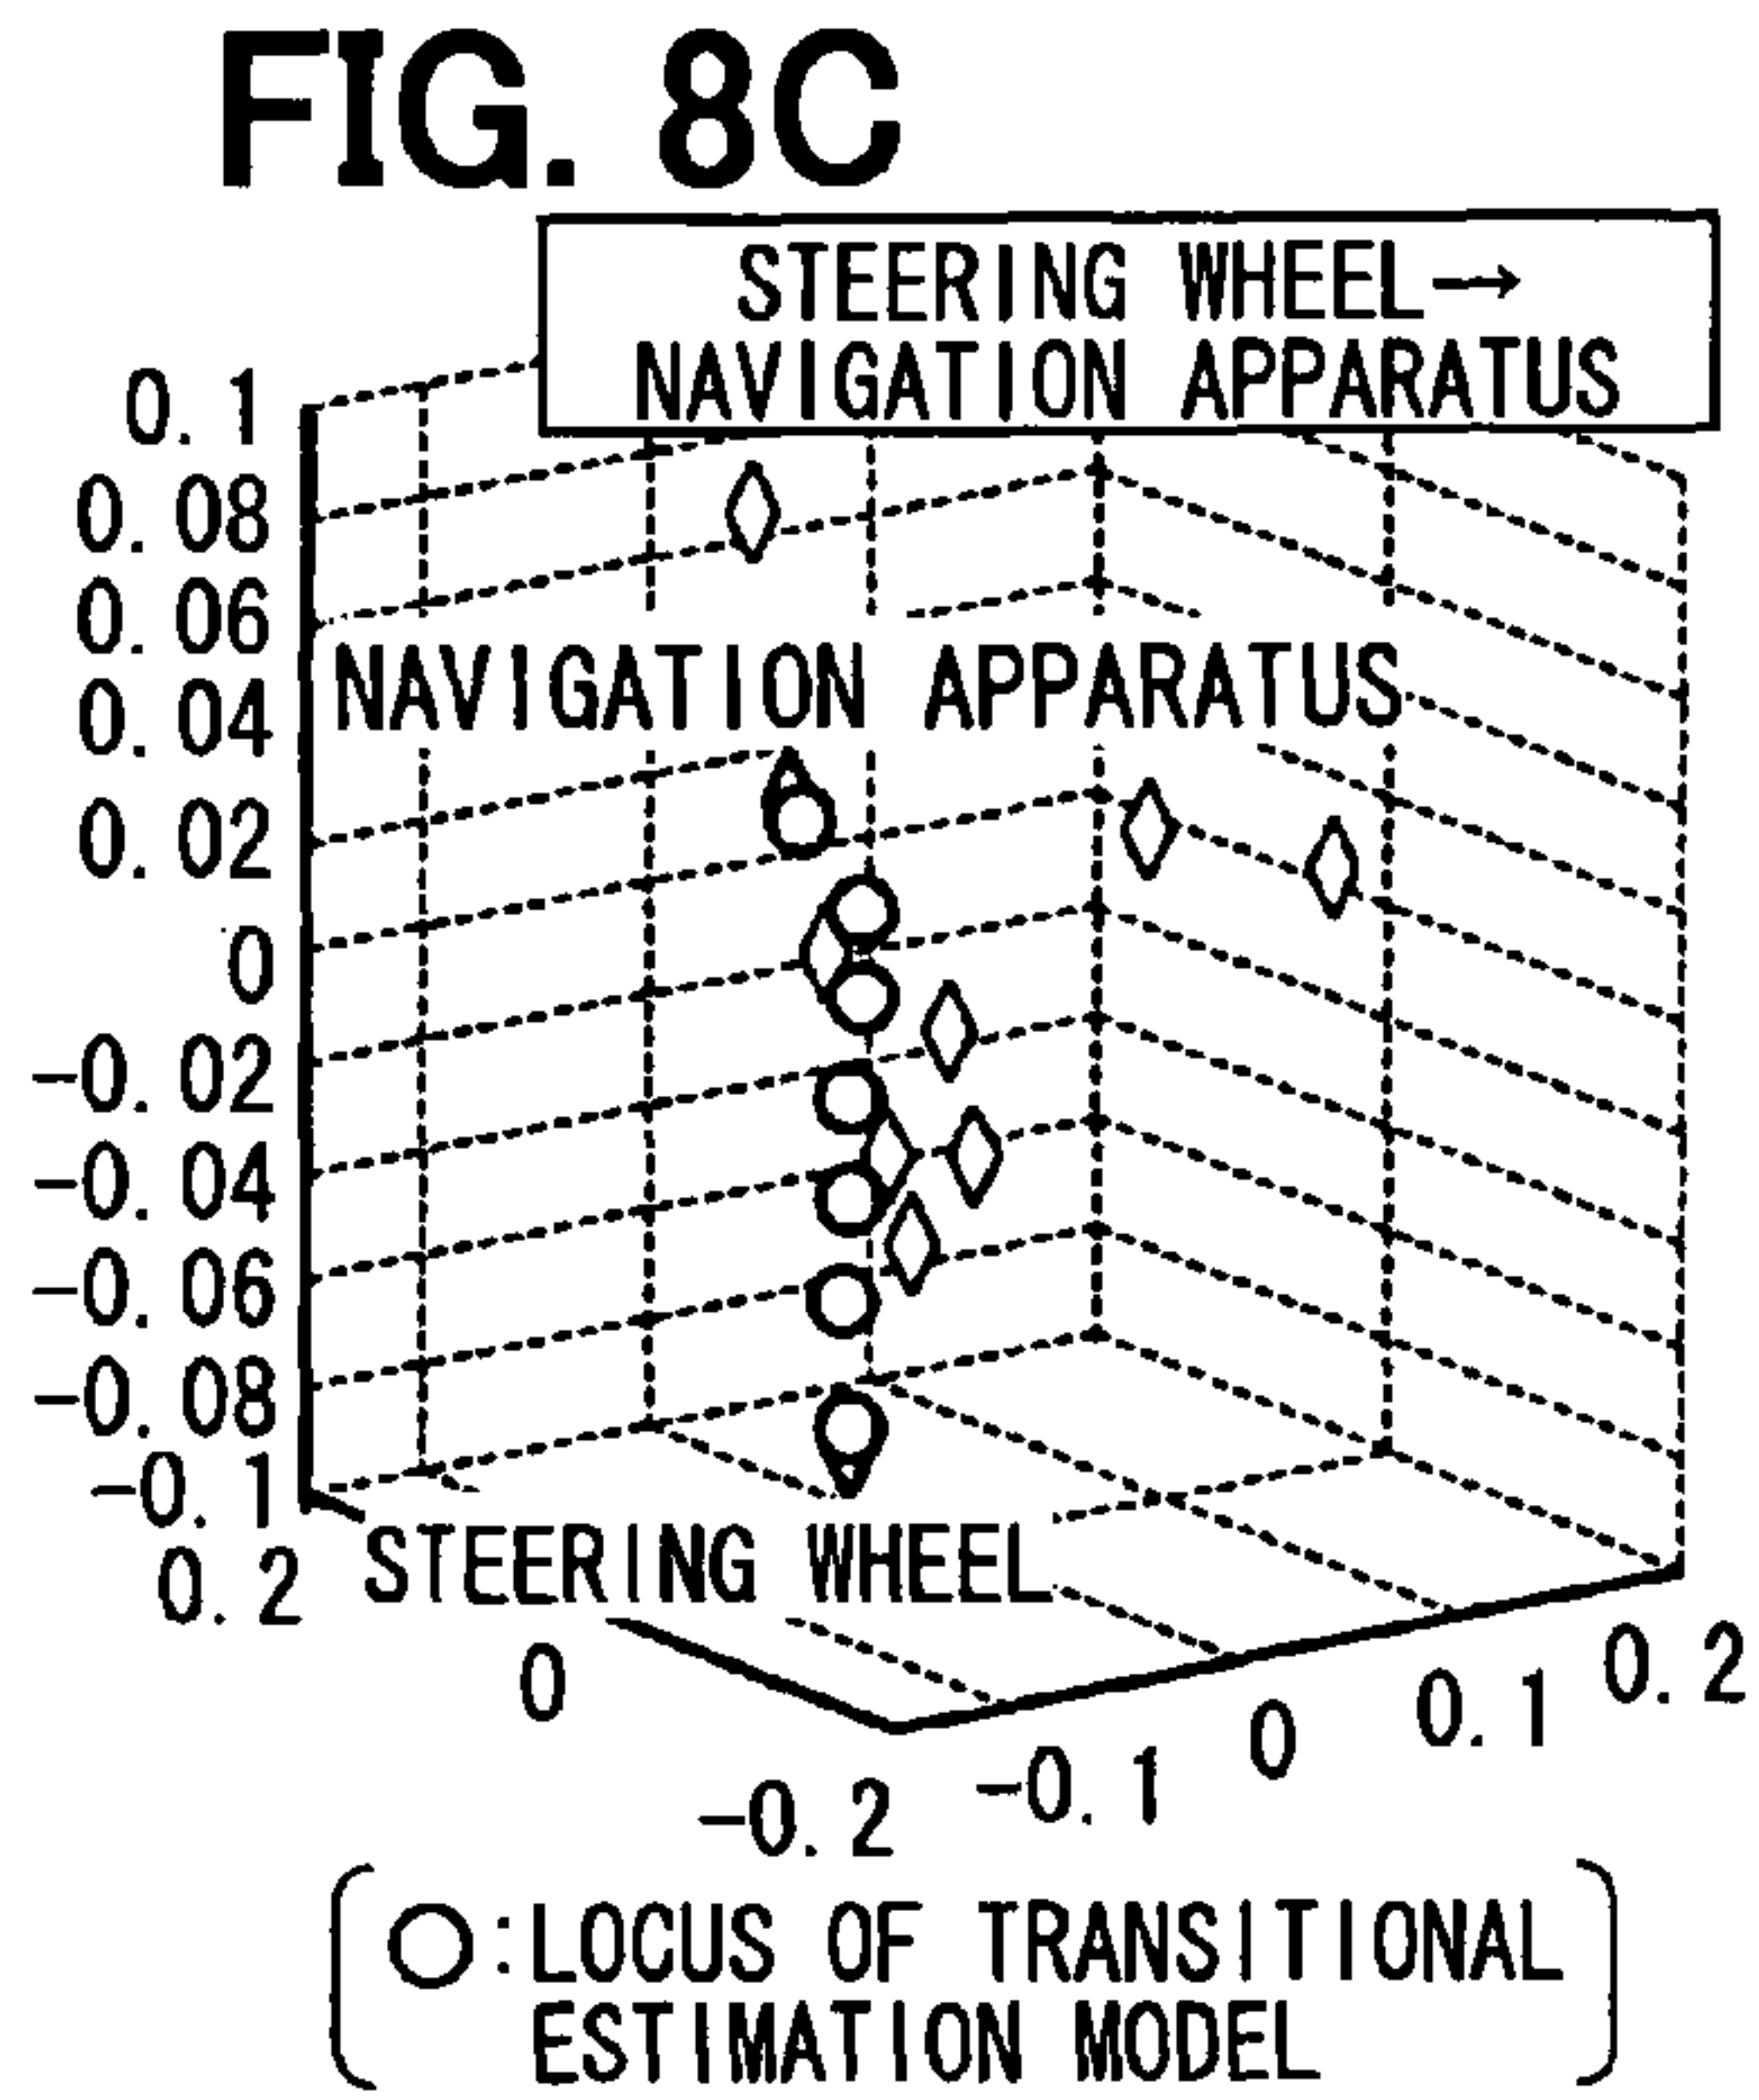 FIG. 8C
STEERING WHEEL→
NAVIGATION APPARATUS
0.1
0.08
0.06
NAVIGATION APPARATUS
0.04
0.02
0
-0.02
-0.04
-0.06
-0.08
-0.1
STEERING WHEEL
0.2
0
-0.2
-0.1
0
0.1
0.2
○:LOCUS OF TRANSITIONAL
ESTIMATION MODEL